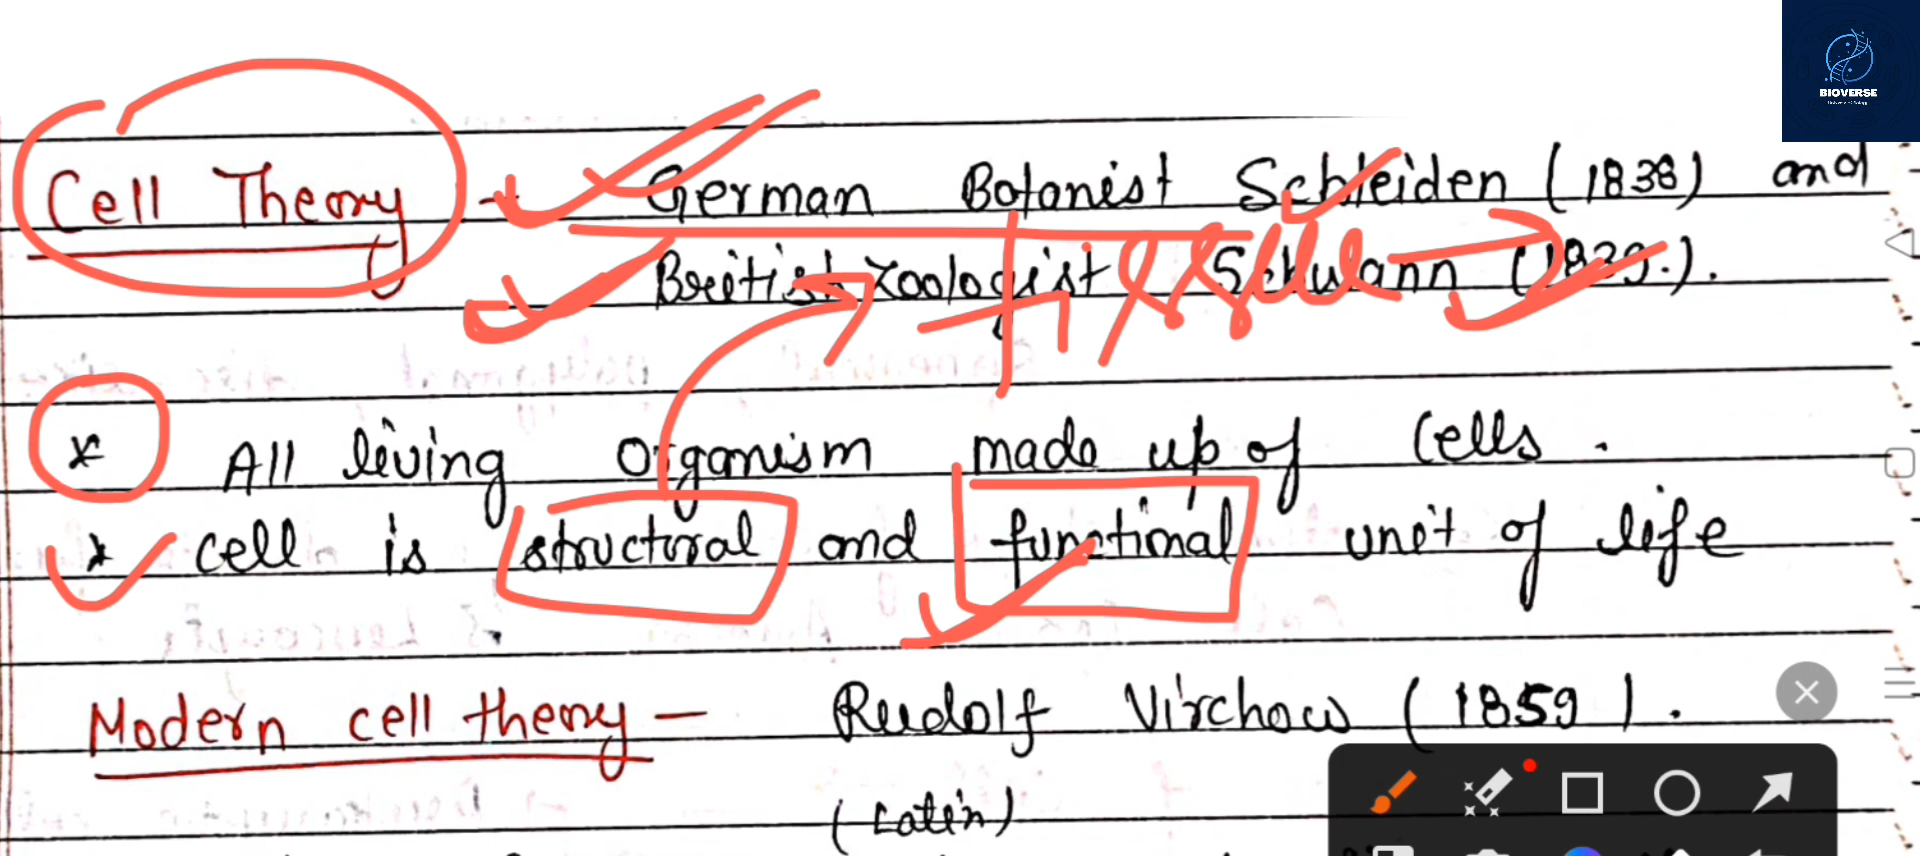 BIOVERSE
Cell Theory - German Botanist Schleiden (1838) and
British Zoologist Schwann (1839.).
* All living organism made up of cells.
* cell is structural and functional unit of life
Modern cell theory - Rudolf Virchow (1859).
(Latin)